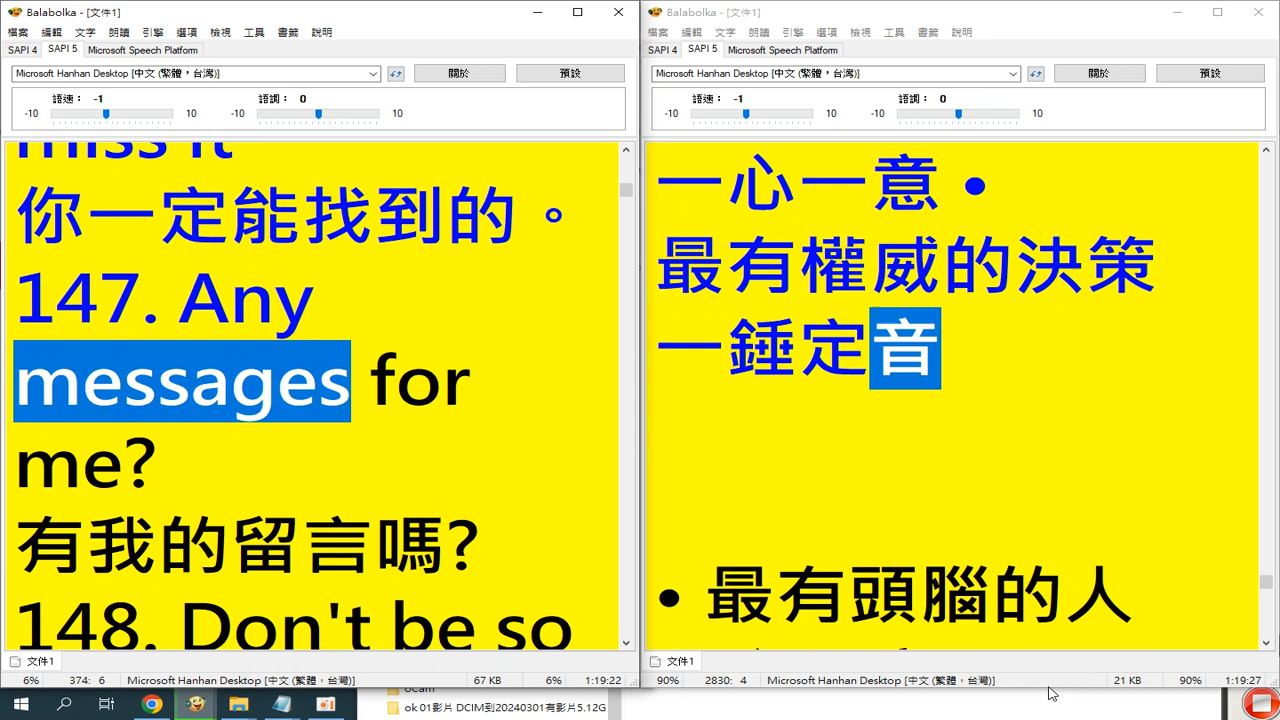 Balabolka - [文件1]
檔案 編輯 文字 朗讀 引擎 選項 檢視 工具 書籤 說明
SAPI 4 SAPI 5 Microsoft Speech Platform
Microsoft Hanhan Desktop [中文 (繁體，台灣)]
關於 預設
語速： -1 語調： 0
-10 10 -10 10
miss it
你一定能找到的。
147. Any
messages for
me?
有我的留言嗎?
148. Don't be so
文件1
6% 374: 6 Microsoft Hanhan Desktop [中文 (繁體，台灣)] 67 KB 6% 1:19:22
Balabolka - [文件1]
檔案 編輯 文字 朗讀 引擎 選項 檢視 工具 書籤 說明
SAPI 4 SAPI 5 Microsoft Speech Platform
Microsoft Hanhan Desktop [中文 (繁體，台灣)]
關於 預設
語速： -1 語調： 0
-10 10 -10 10
一心一意•
最有權威的決策
一錘定音
• 最有頭腦的人
文件1
90% 2830: 4 Microsoft Hanhan Desktop [中文 (繁體，台灣)] 21 KB 90% 1:19:27
oCam
ok 01影片 DCIM到20240301有影片5.12G